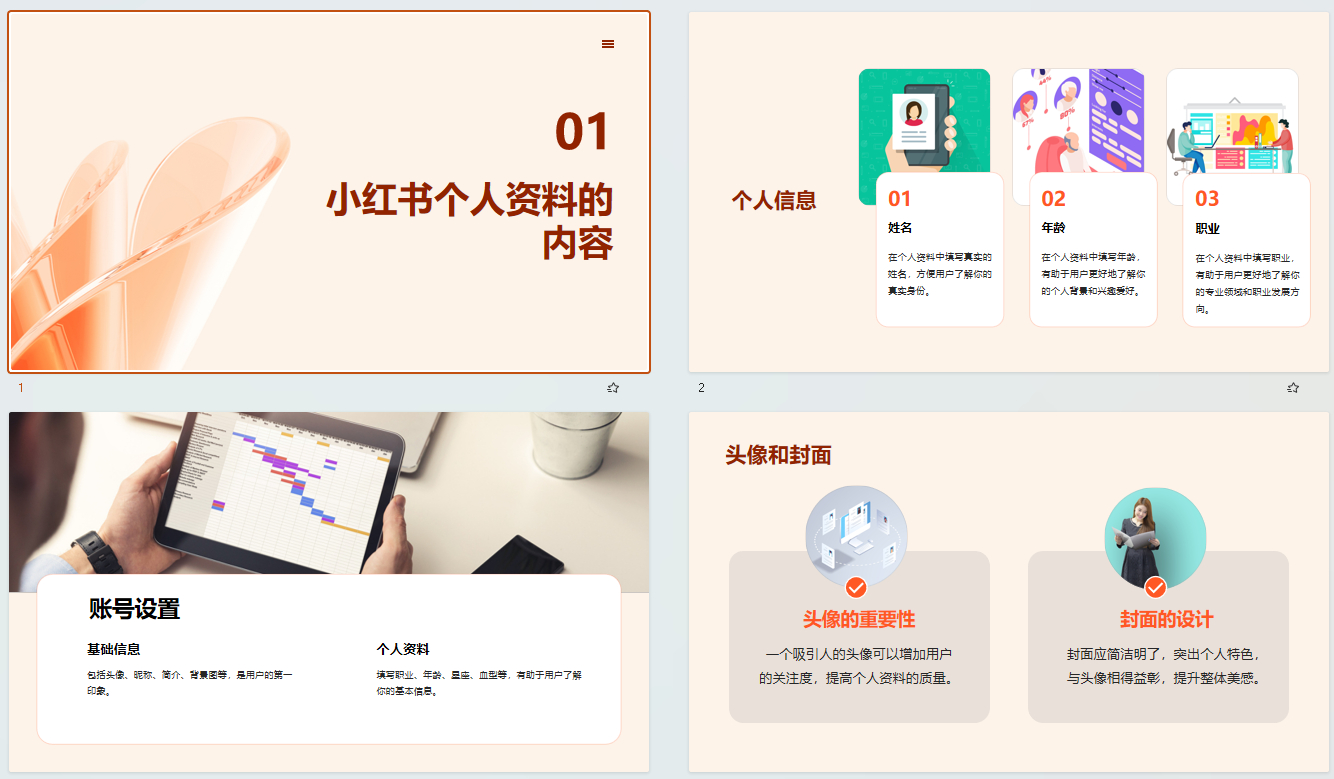 01
小红书个人资料的
内容
1
个人信息
01
姓名
在个人资料中填写真实的
姓名，方便用户了解你的
真实身份。
02
年龄
在个人资料中填写年龄，
有助于用户更好地了解你
的个人背景和兴趣爱好。
03
职业
在个人资料中填写职业，
有助于用户更好地了解你
的专业领域和职业发展方
向。
2
账号设置
基础信息
包括头像、昵称、简介、背景图等，是用户的第一
印象。
个人资料
填写职业、年龄、星座、血型等，有助于用户了解
你的基本信息。
头像和封面
头像的重要性
一个吸引人的头像可以增加用户
的关注度，提高个人资料的质量。
封面的设计
封面应简洁明了，突出个人特色，
与头像相得益彰，提升整体美感。